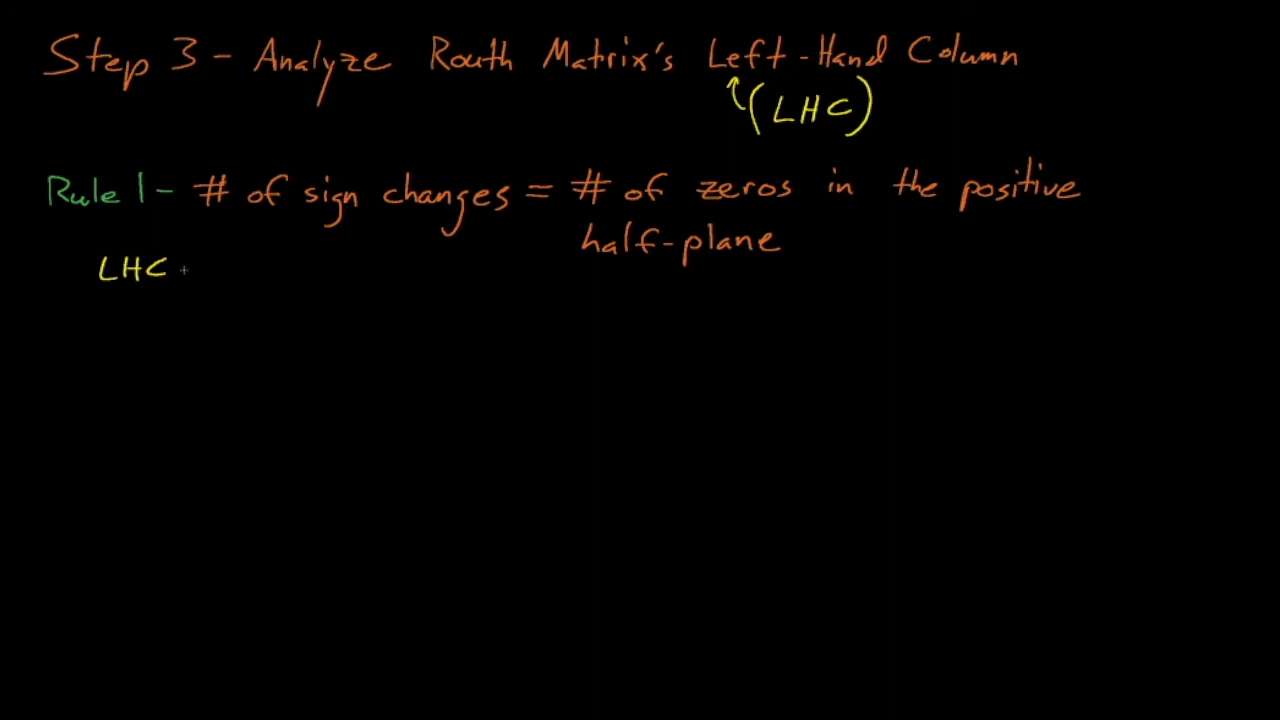 Step 3 - Analyze Routh Matrix's Left-Hand Column
(LHC)
Rule 1 - # of sign changes = # of zeros in the positive
half-plane
LHC